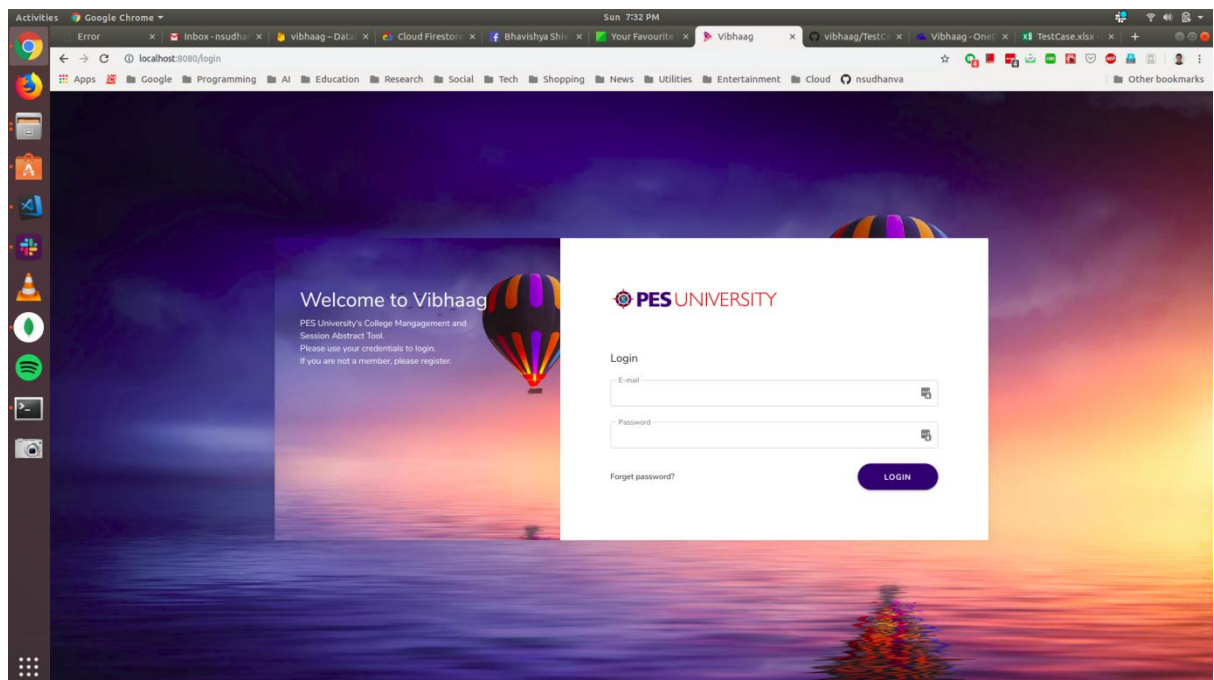 Activities Google Chrome Sun 7:32 PM
Error Inbox - nsudha vibhaag – Data Cloud Firestore Bhavishya Shiv Your Favourite Vibhaag vibhaag/TestCa Vibhaag - One TestCase.xlsx
localhost:8080/login
Apps Google Programming AI Education Research Social Tech Shopping News Utilities Entertainment Cloud nsudhanva Other bookmarks
Welcome to Vibhaag
PES University's College Mangagement and
Session Abstract Tool.
Please use your credentials to login.
If you are not a member, please register.
PES UNIVERSITY
Login
E-mail
Password
Forget password?
LOGIN